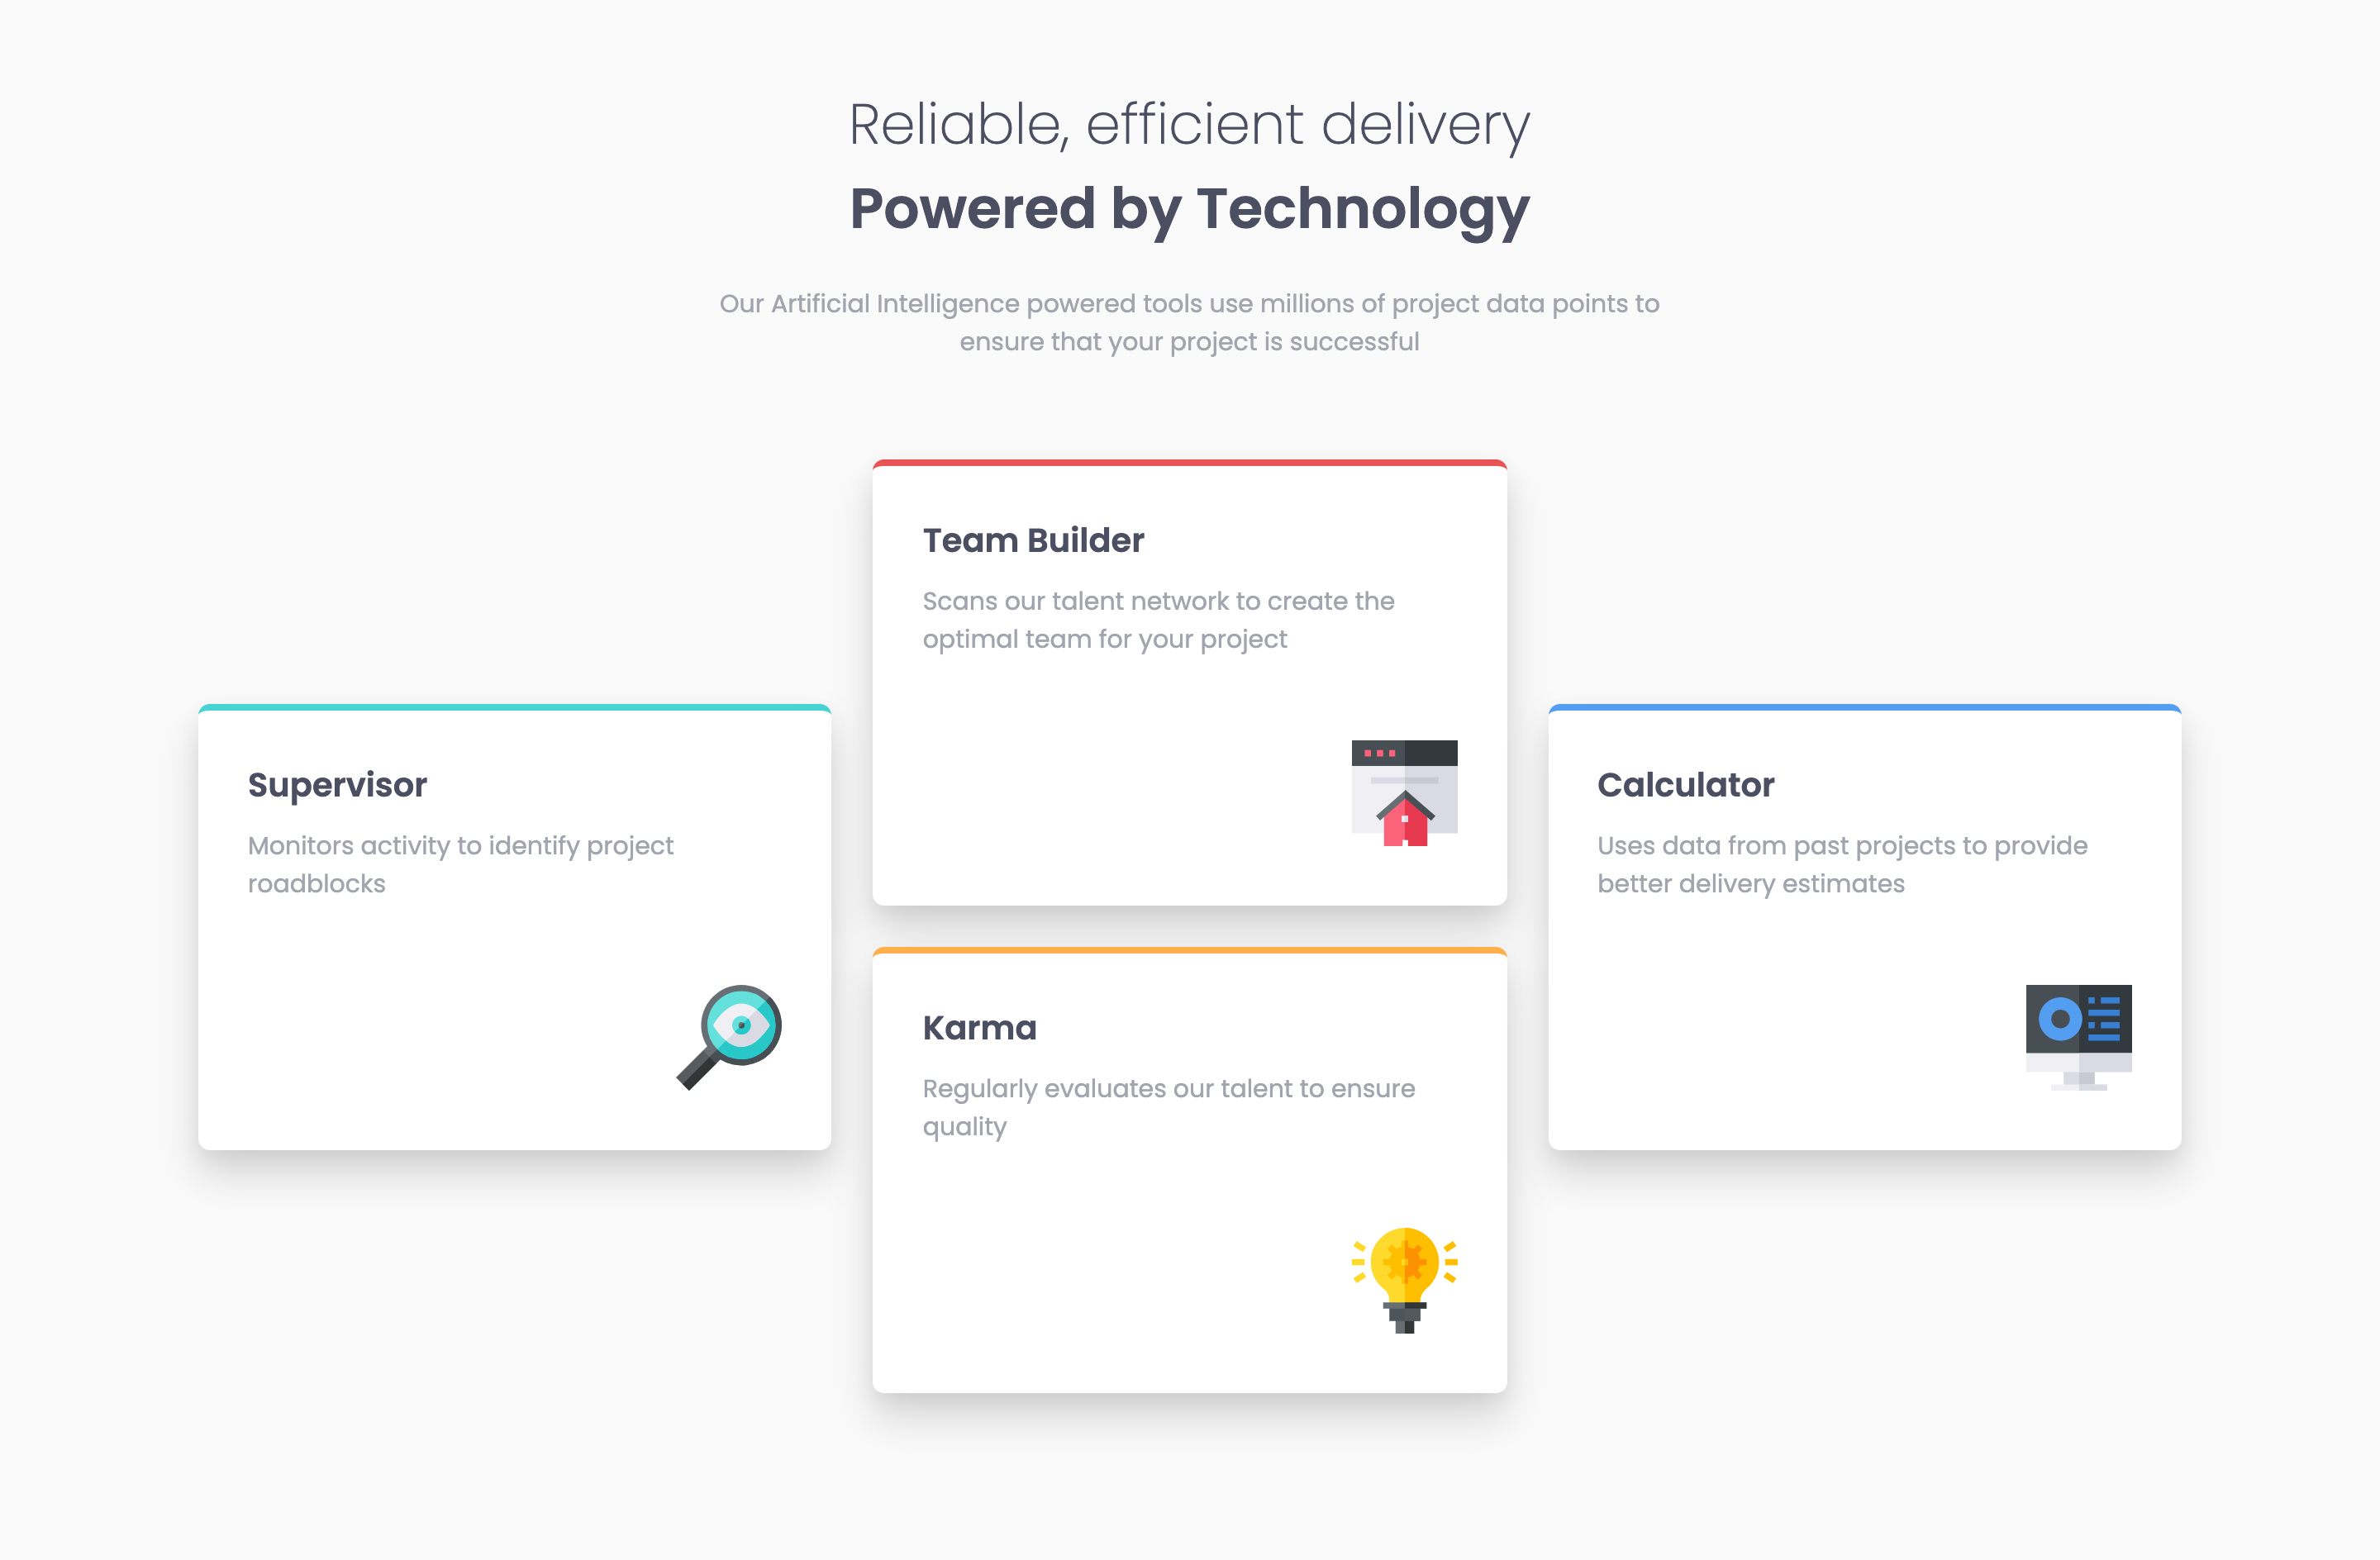 Reliable, efficient delivery
Powered by Technology
Our Artificial Intelligence powered tools use millions of project data points to
ensure that your project is successful
Team Builder
Scans our talent network to create the
optimal team for your project
Supervisor
Monitors activity to identify project
roadblocks
Calculator
Uses data from past projects to provide
better delivery estimates
Karma
Regularly evaluates our talent to ensure
quality